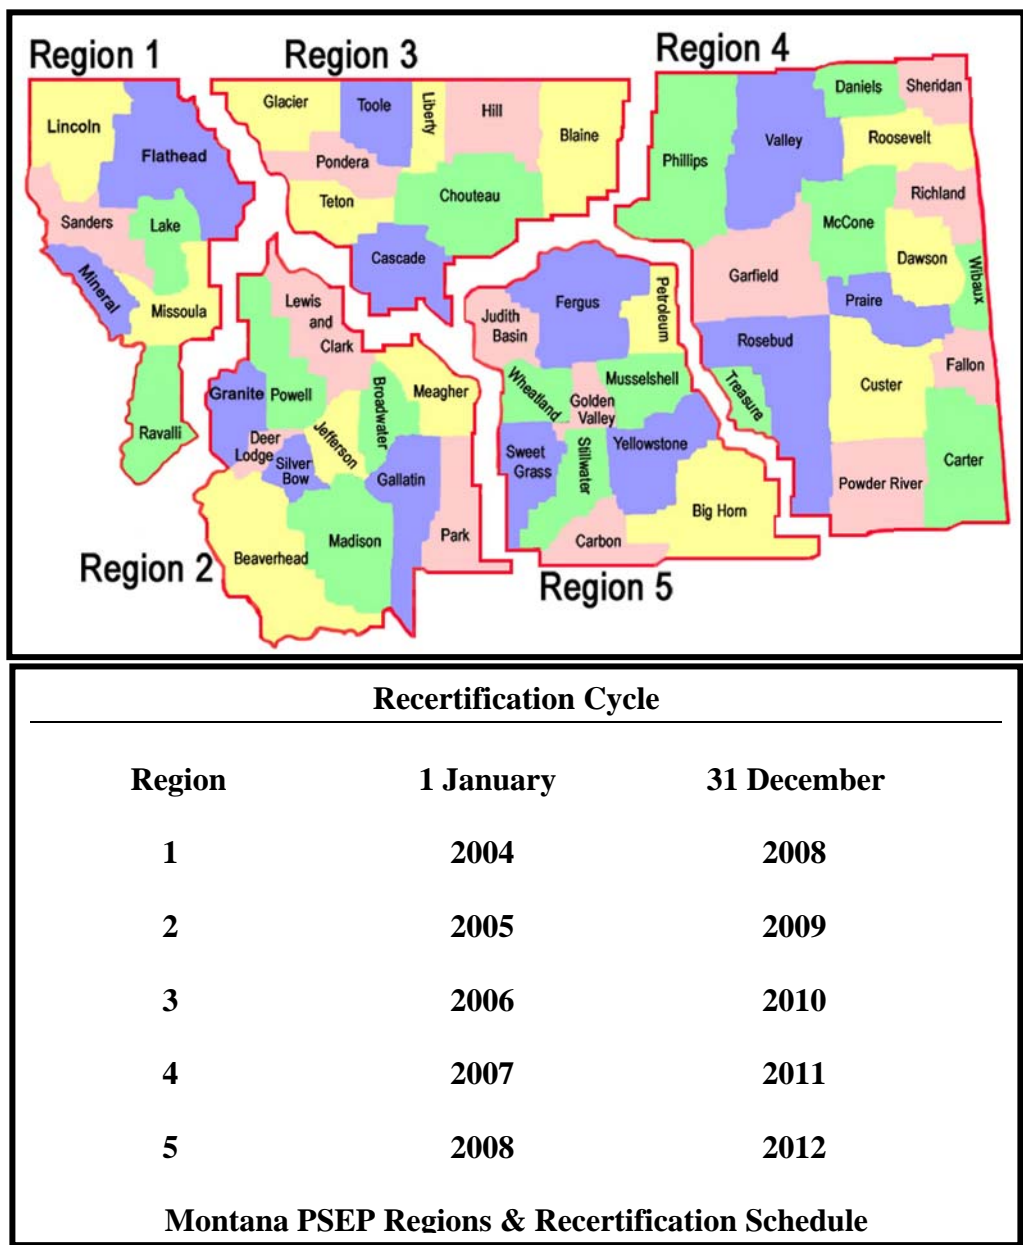 Region 1
Region 3
Region 4
Lincoln
Flathead
Sanders
Lake
Mineral
Missoula
Ravalli
Glacier
Toole
Liberty
Hill
Blaine
Pondera
Teton
Chouteau
Cascade
Phillips
Valley
Daniels
Sheridan
Roosevelt
Richland
McCone
Dawson
Wibaux
Garfield
Praire
Rosebud
Treasure
Custer
Fallon
Carter
Powder River
Lewis
and
Clark
Granite
Powell
Broadwater
Meagher
Deer
Lodge
Silver
Bow
Jefferson
Gallatin
Madison
Beaverhead
Park
Region 2
Judith
Basin
Fergus
Petroleum
Wheatland
Golden
Valley
Musselshell
Sweet
Grass
Stillwater
Yellowstone
Big Horn
Carbon
Region 5
Recertification Cycle
Region 1 January 31 December
1 2004 2008
2 2005 2009
3 2006 2010
4 2007 2011
5 2008 2012
Montana PSEP Regions & Recertification Schedule